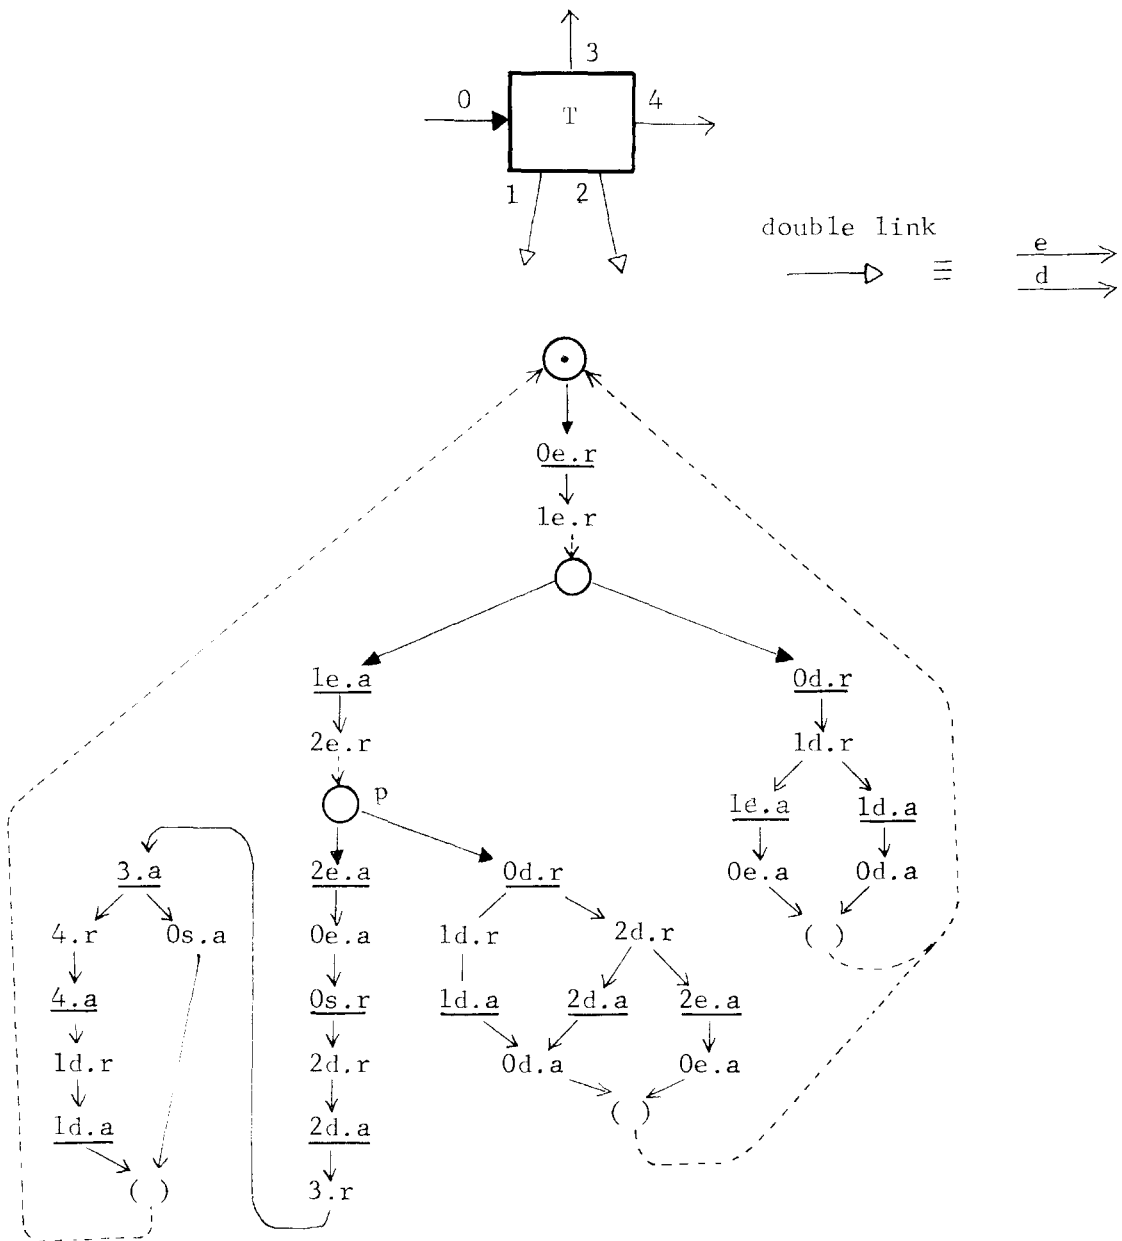 3
0 T 4
1 2
double link
e
≡
d
0e.r
1e.r
1e.a 0d.r
2e.r 1d.r
p 1e.a 1d.a
3.a 2e.a 0d.r 0e.a 0d.a
4.r 0s.a 0e.a 1d.r 2d.r ( )
4.a 0s.r 1d.a 2d.a 2e.a
1d.r 2d.r 0d.a 0e.a
1d.a 2d.a ( )
( ) 3.r